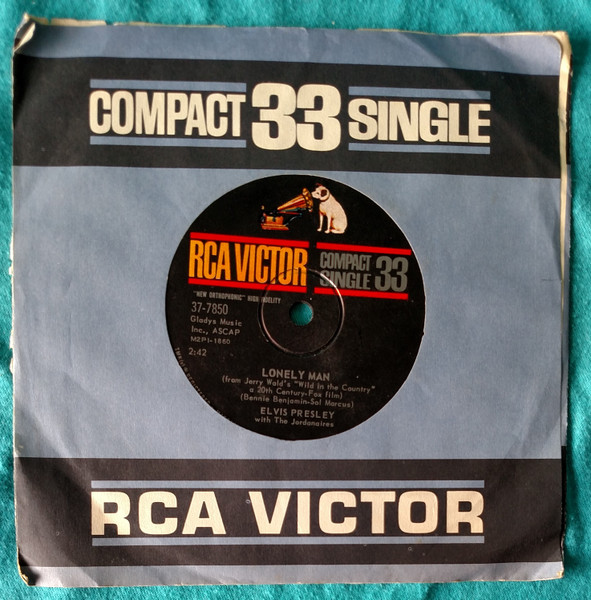 COMPACT 33 SINGLE
RCA VICTOR
COMPACT
SINGLE 33
"NEW ORTHOPHONIC" HIGH FIDELITY
37-7850
Gladys Music
Inc., ASCAP
M2PI-1860
2:42
LONELY MAN
(from Jerry Wald's "Wild in the Country"
a 20th Century-Fox film)
(Bennie Benjamin-Sol Marcus)
ELVIS PRESLEY
with The Jordanaires
RCA VICTOR